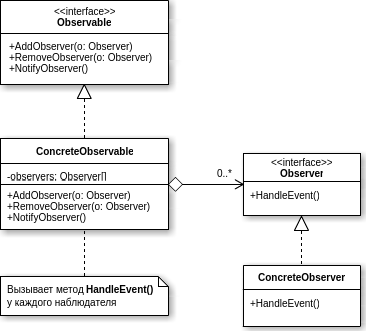 <<interface>>
Observable
+AddObserver(o: Observer)
+RemoveObserver(o: Observer)
+NotifyObserver()
ConcreteObservable
-observers: Observer[]
+AddObserver(o: Observer)
+RemoveObserver(o: Observer)
+NotifyObserver()
0..*
<<interface>>
Observer
+HandleEvent()
ConcreteObserver
+HandleEvent()
Вызывает метод HandleEvent()
у каждого наблюдателя